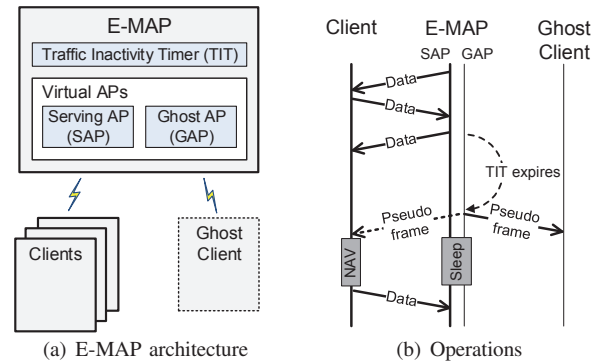 E-MAP
Traffic Inactivity Timer (TIT)
Virtual APs
Serving AP
(SAP)
Ghost AP
(GAP)
Clients
Ghost
Client
(a) E-MAP architecture
Client
E-MAP
Ghost
Client
SAP
GAP
Data
Data
Data
TIT expires
Pseudo
frame
Pseudo
frame
NAV
Sleep
Data
(b) Operations